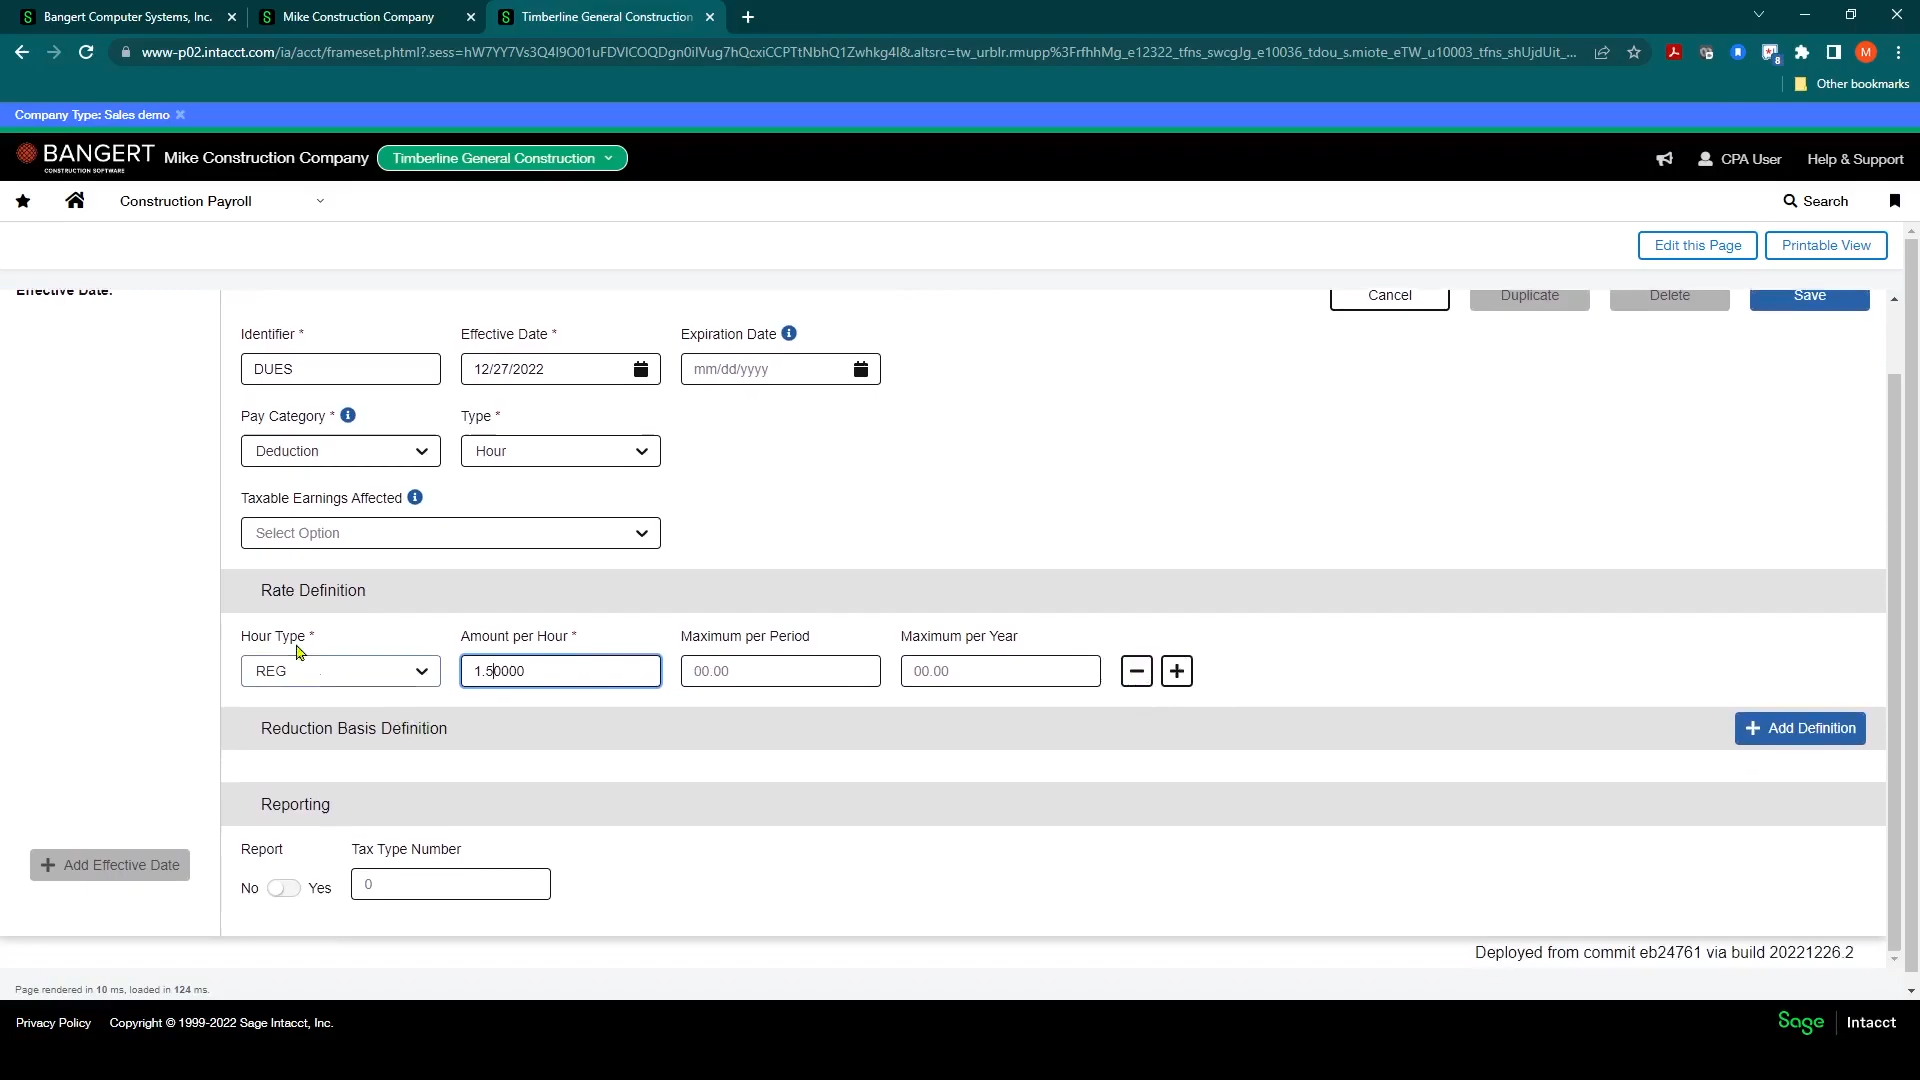 Bangert Computer Systems, Inc.
Mike Construction Company
Timberline General Construction
www-p02.intacct.com/ia/acct/frameset.phtml?.sess=
M
8
Other bookmarks
Company Type: Sales demo
BANGERT
CONSTRUCTION SOFTWARE
Mike Construction Company
Timberline General Construction
CPA User
Help & Support
Construction Payroll
Search
Edit this Page
Printable View
Effective Date:
Cancel
Duplicate
Delete
Save
Identifier *
Effective Date *
Expiration Date
DUES
12/27/2022
mm/dd/yyyy
Pay Category *
Type *
Deduction
Hour
Taxable Earnings Affected
Select Option
Rate Definition
Hour Type *
Amount per Hour *
Maximum per Period
Maximum per Year
REG
1.50000
00.00
00.00
Reduction Basis Definition
Add Definition
Reporting
Report
Tax Type Number
No
Yes
0
Add Effective Date
Deployed from commit eb24761 via build 20221226.2
Page rendered in 10 ms, loaded in 124 ms.
Privacy Policy
Copyright © 1999-2022 Sage Intacct, Inc.
Sage
Intacct